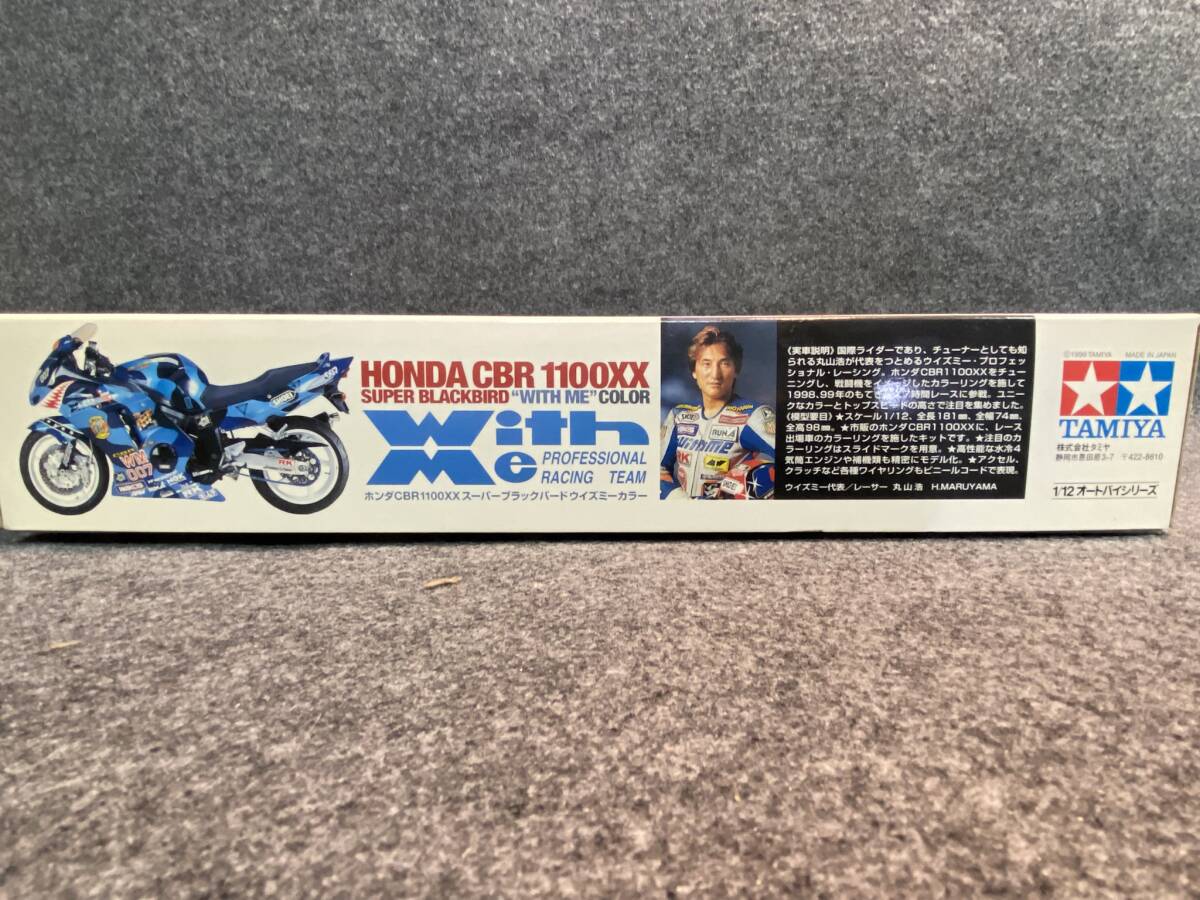 HONDA CBR 1100XX
SUPER BLACKBIRD "WITH ME" COLOR
With
Me
PROFESSIONAL
RACING TEAM
ホンダCBR1100XXスーパーブラックバードウイズミーカラー
SHOEI
RK
WM
007
RUN.A
41
《実車説明》国際ライダーであり、チューナーとしても知
られる丸山浩が代表をつとめるウイズミー・プロフェッ
ショナル・レーシング。ホンダCBR1100XXをチュー
ニングし、戦闘機をイメージしたカラーリングを施して
1998、99年のもてぎ 時間レースに参戦。ユニー
クなカラーとトップスピードの高さで注目を集めました。
《模型要目》★スケール1/12、全長181㎜、全幅74㎜、
全高98㎜。★市販のホンダCBR1100XXに、レース
出場車のカラーリングを施したキットです。★注目のカ
ラーリングはスライドマークを用意。★高性能な水冷4
気筒エンジンや補機類も精密にモデル化。★アクセル、
クラッチなど各種ワイヤリングもビニールコードで表現。
ウイズミー代表/レーサー 丸山浩 H.MARUYAMA
©1999 TAMIYA MADE IN JAPAN
TAMIYA
株式会社タミヤ
静岡市恩田原3-7 〒422-8610
1/12 オートバイシリーズ